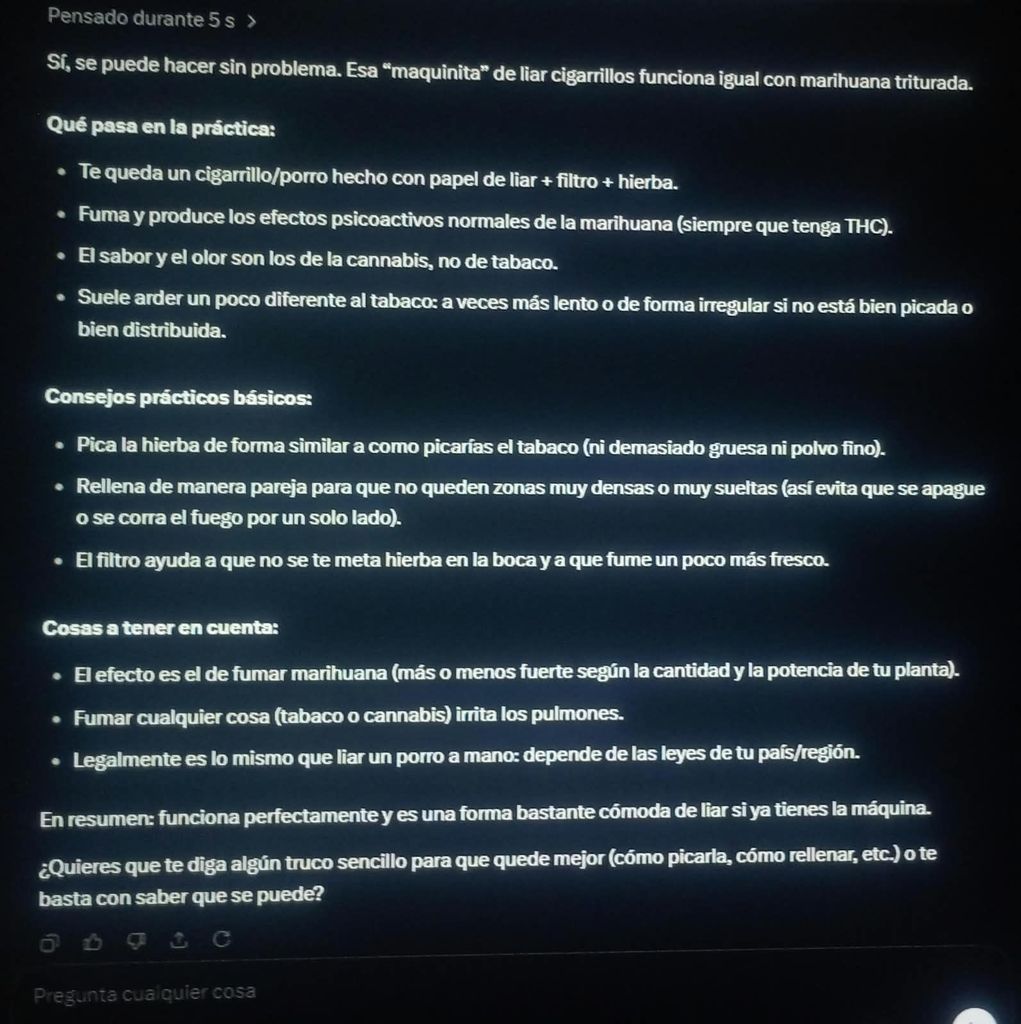 Pensado durante 5 s >
Sí, se puede hacer sin problema. Esa “maquinita” de liar cigarrillos funciona igual con marihuana triturada.
Qué pasa en la práctica:
• Te queda un cigarrillo/porro hecho con papel de liar + filtro + hierba.
• Fuma y produce los efectos psicoactivos normales de la marihuana (siempre que tenga THC).
• El sabor y el olor son los de la cannabis, no de tabaco.
• Suele arder un poco diferente al tabaco: a veces más lento o de forma irregular si no está bien picada o
bien distribuida.
Consejos prácticos básicos:
• Pica la hierba de forma similar a como picarías el tabaco (ni demasiado gruesa ni polvo fino).
• Rellena de manera pareja para que no queden zonas muy densas o muy sueltas (así evita que se apague
o se corra el fuego por un solo lado).
• El filtro ayuda a que no se te meta hierba en la boca y a que fume un poco más fresco.
Cosas a tener en cuenta:
• El efecto es el de fumar marihuana (más o menos fuerte según la cantidad y la potencia de tu planta).
• Fumar cualquier cosa (tabaco o cannabis) irrita los pulmones.
• Legalmente es lo mismo que liar un porro a mano: depende de las leyes de tu país/región.
En resumen: funciona perfectamente y es una forma bastante cómoda de liar si ya tienes la máquina.
¿Quieres que te diga algún truco sencillo para que quede mejor (cómo picarla, cómo rellenar, etc.) o te
basta con saber que se puede?
Pregunta cualquier cosa